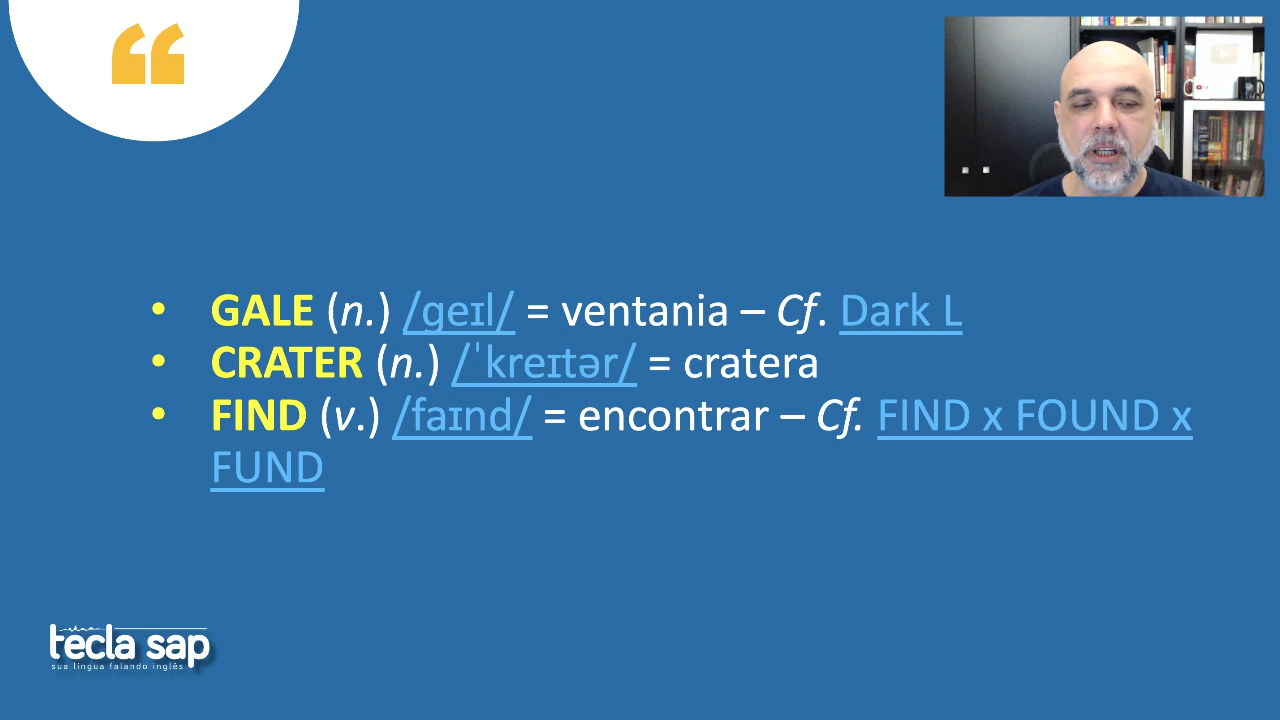 “
• GALE (n.) /geɪl/ = ventania – Cf. Dark L
• CRATER (n.) /ˈkreɪtər/ = cratera
• FIND (v.) /faɪnd/ = encontrar – Cf. FIND x FOUND x
FUND
tecla sap
sua língua falando inglês